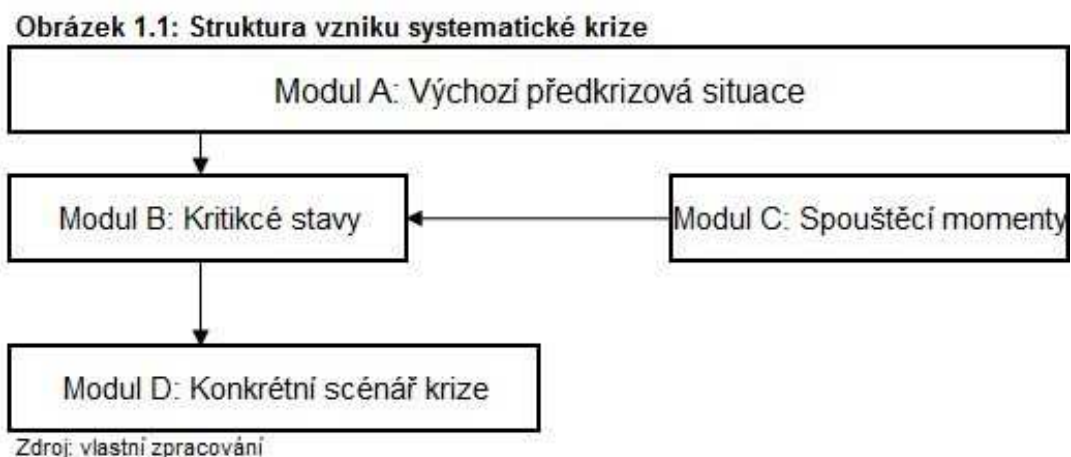 Obrázek 1.1: Struktura vzniku systematické krize
Modul A: Výchozí předkrizová situace
Modul B: Kritikcé stavy
Modul C: Spouštěcí momenty
Modul D: Konkrétní scénář krize
Zdroj: vlastní zpracování